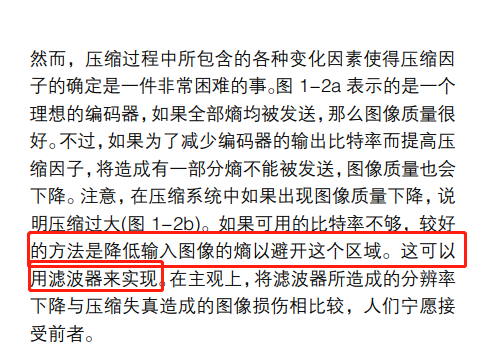 然而，压缩过程中所包含的各种变化因素使得压缩因
子的确定是一件非常困难的事。图 1-2a 表示的是一个
理想的编码器，如果全部熵均被发送，那么图像质量很
好。不过，如果为了减少编码器的输出比特率而提高压
缩因子，将造成有一部分熵不能被发送，图像质量也会
下降。注意，在压缩系统中如果出现图像质量下降，说
明压缩过大(图 1-2b)。如果可用的比特率不够，较好
的方法是降低输入图像的熵以避开这个区域。这可以
用滤波器来实现。在主观上，将滤波器所造成的分辨率
下降与压缩失真造成的图像损伤相比较，人们宁愿接
受前者。